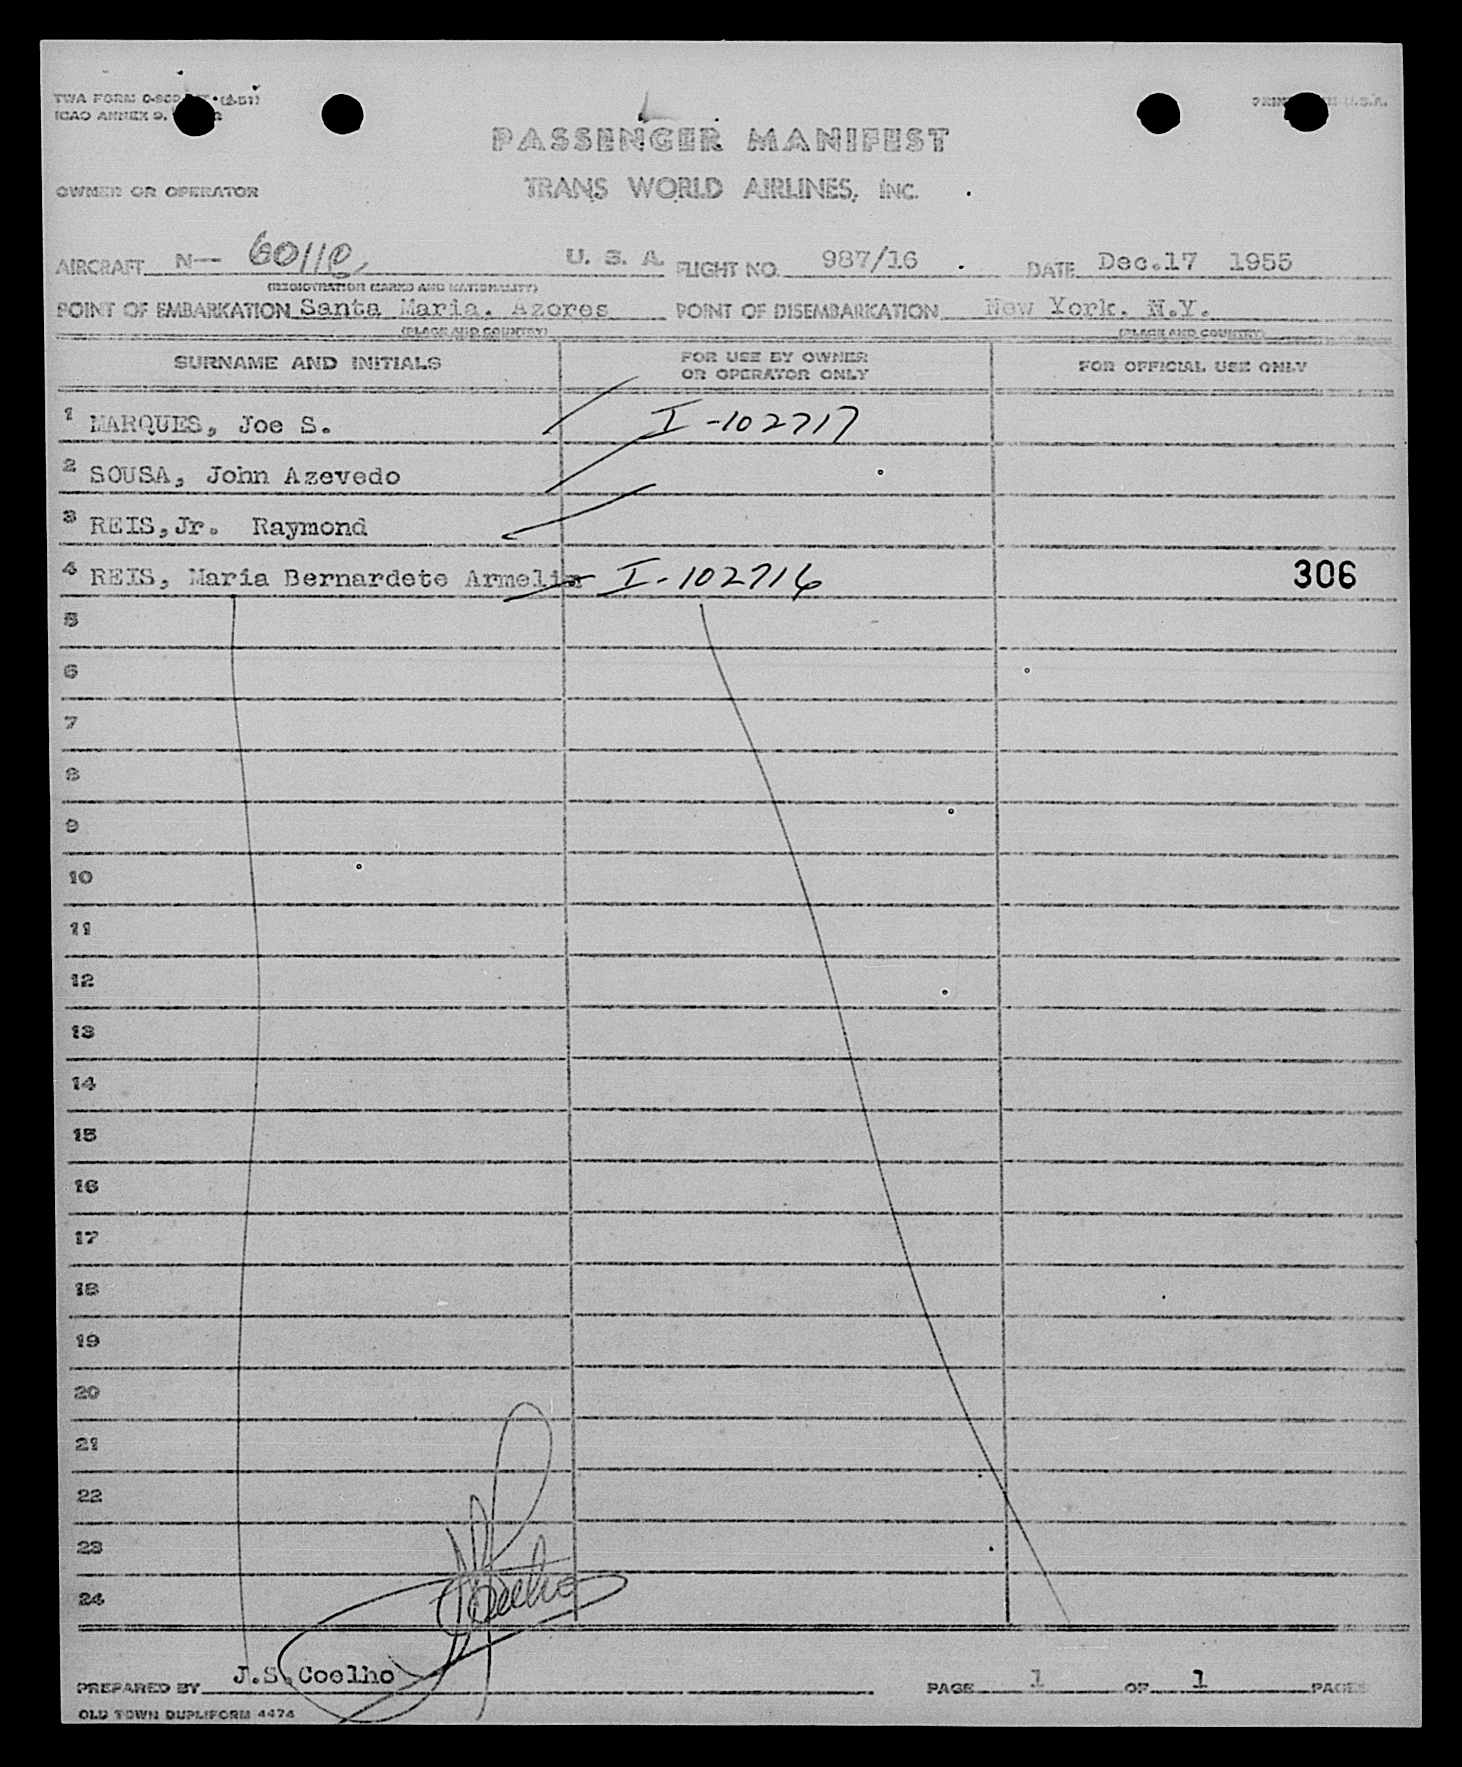 TWA FORM
ICAO ANNEX 9.
PRINTED IN U.S.A.
PASSENGER MANIFEST
OWNER OR OPERATOR
TRANS WORLD AIRLINES, INC.
AIRCRAFT N— U. S. A. FLIGHT NO. 987/16 DATE Dec.17 1955
(REGISTRATION MARKS AND NATIONALITY)
POINT OF EMBARKATION Santa Maria. Azores POINT OF DISEMBARKATION New York. N.Y.
(PLACE AND COUNTRY) (PLACE AND COUNTRY)
SURNAME AND INITIALS FOR USE BY OWNER OR OPERATOR ONLY FOR OFFICIAL USE ONLY
1 MARQUES, Joe S. I-102717
2 SOUSA, John Azevedo
3 REIS,Jr. Raymond
4 REIS, Maria Bernardete Armelim I-102716 306
5
6
7
8
9
10
11
12
13
14
15
16
17
18
19
20
21
22
23
24
PREPARED BY J.S.Coelho PAGE 1 OF 1 PAGES
OLD TOWN DUPLIFORM 4474